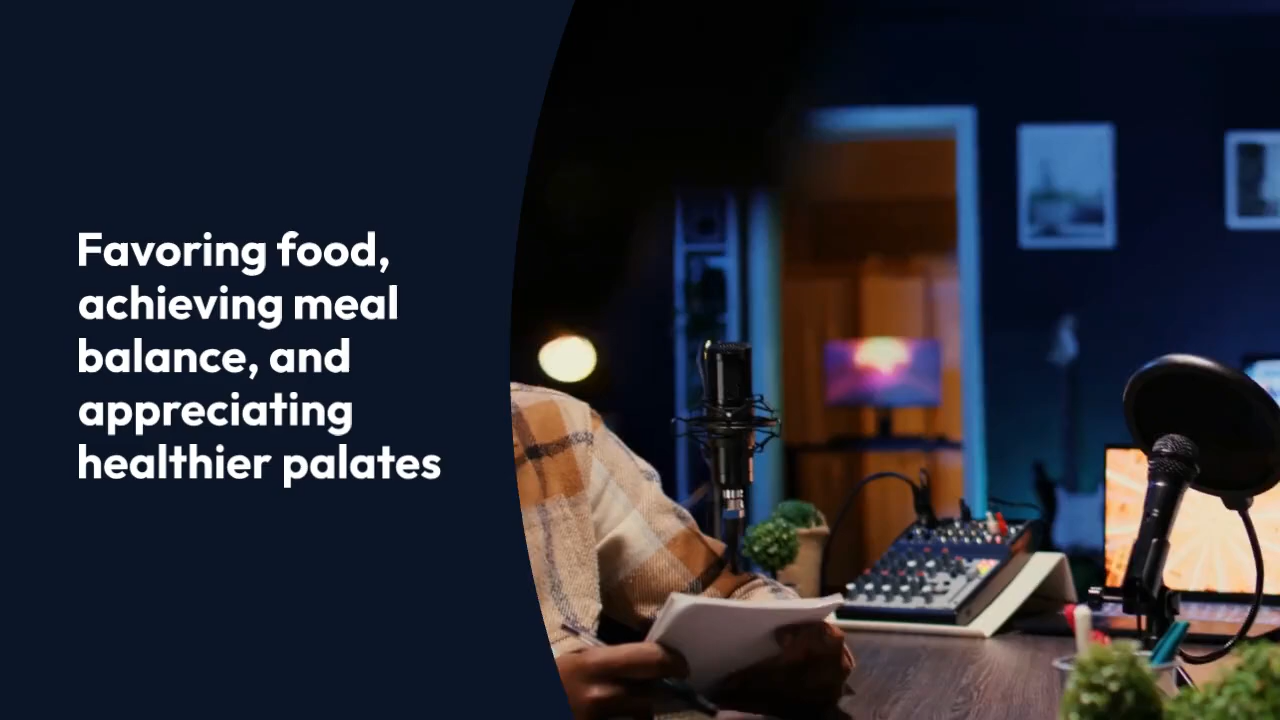 Favoring food,
achieving meal
balance, and
appreciating
healthier palates